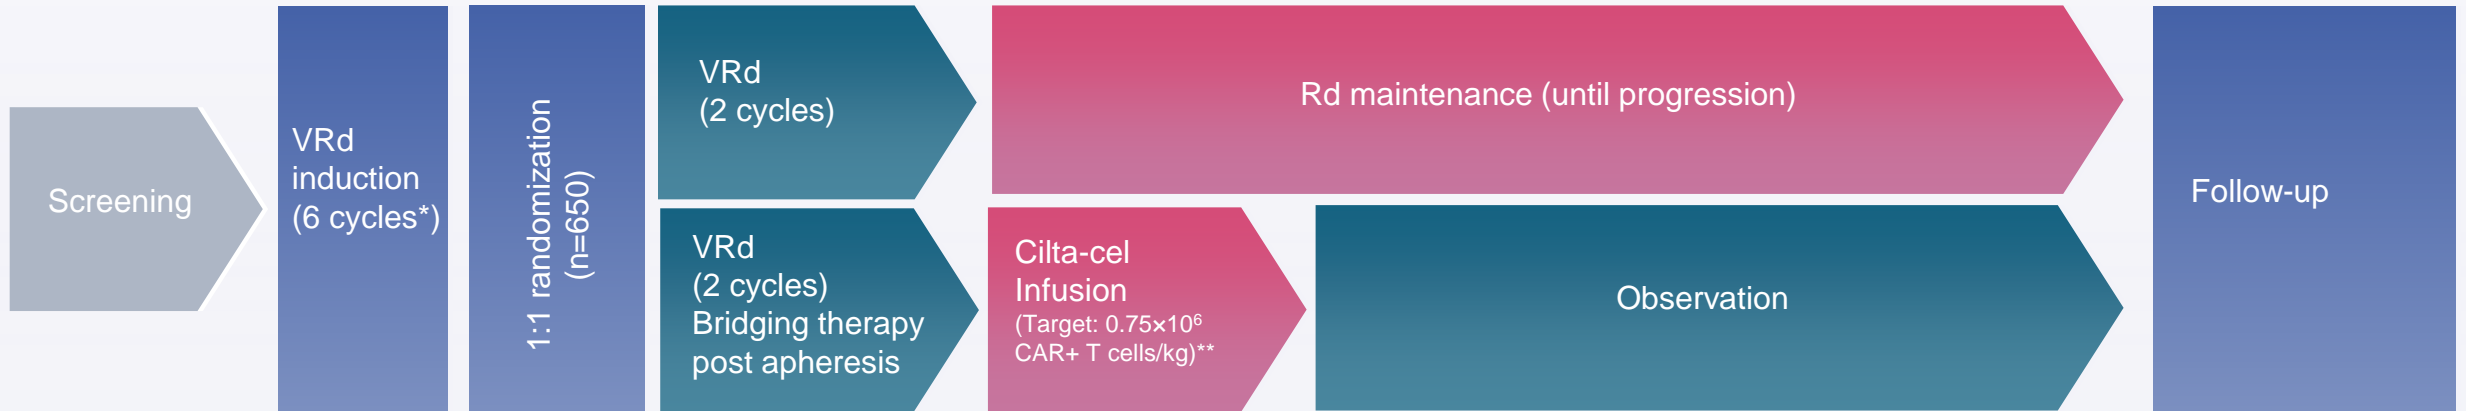 Screening
VRd
induction
(6 cycles*)
1:1 randomization
(n=650)
VRd
(2 cycles)
Rd maintenance (until progression)
VRd
(2 cycles)
Bridging therapy
post apheresis
Cilta-cel
Infusion
(Target: 0.75×10⁶
CAR+ T cells/kg)**
Observation
Follow-up